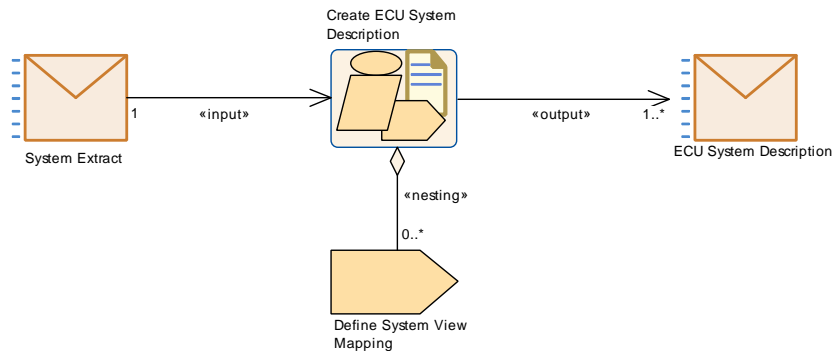 Create ECU System
Description
1
«input»
«output»
1..*
System Extract
ECU System Description
«nesting»
0..*
Define System View
Mapping